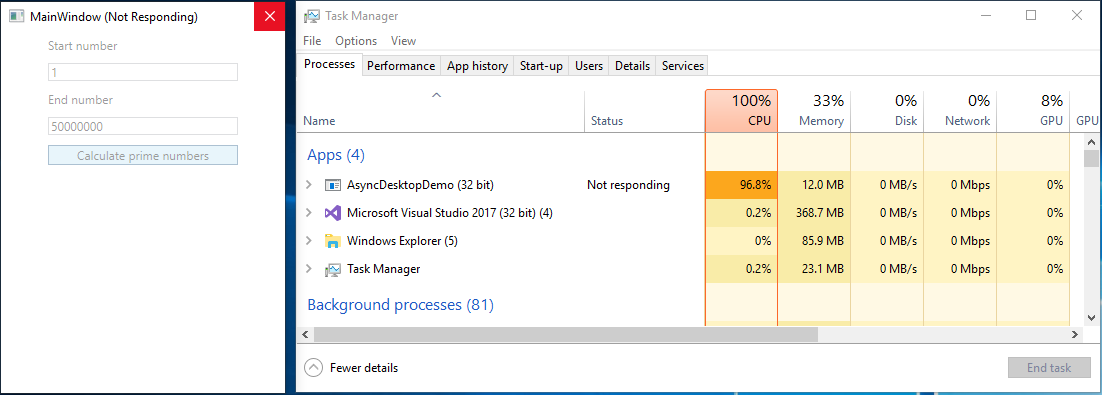 MainWindow (Not Responding)
Start number
1
End number
50000000
Calculate prime numbers
Task Manager
File Options View
Processes Performance App history Start-up Users Details Services
100% 33% 0% 0% 8%
Name Status CPU Memory Disk Network GPU GPU
Apps (4)
AsyncDesktopDemo (32 bit) Not responding 96.8% 12.0 MB 0 MB/s 0 Mbps 0%
Microsoft Visual Studio 2017 (32 bit) (4) 0.2% 368.7 MB 0 MB/s 0 Mbps 0%
Windows Explorer (5) 0% 85.9 MB 0 MB/s 0 Mbps 0%
Task Manager 0.2% 23.1 MB 0 MB/s 0 Mbps 0%
Background processes (81)
Fewer details End task